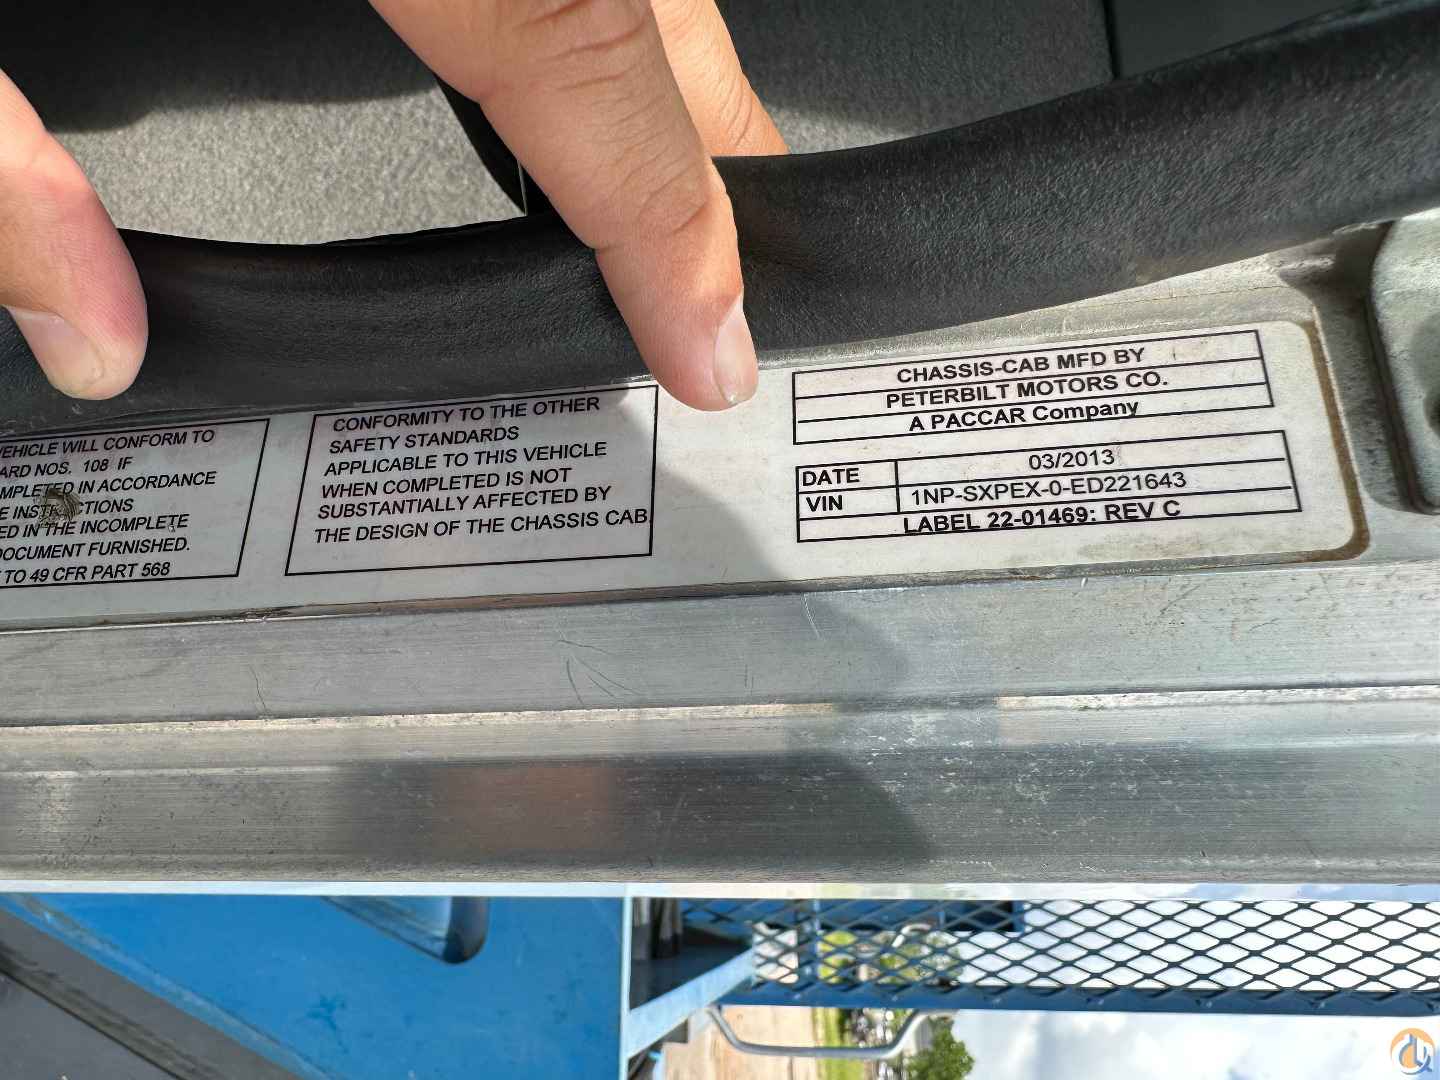 VEHICLE WILL CONFORM TO
ARD NOS. 108 IF
MPLETED IN ACCORDANCE
E INSTRUCTIONS
ED IN THE INCOMPLETE
DOCUMENT FURNISHED.
TO 49 CFR PART 568
CONFORMITY TO THE OTHER
SAFETY STANDARDS
APPLICABLE TO THIS VEHICLE
WHEN COMPLETED IS NOT
SUBSTANTIALLY AFFECTED BY
THE DESIGN OF THE CHASSIS CAB
CHASSIS-CAB MFD BY
PETERBILT MOTORS CO.
A PACCAR Company
DATE 03/2013
VIN 1NP-SXPEX-0-ED221643
LABEL 22-01469: REV C